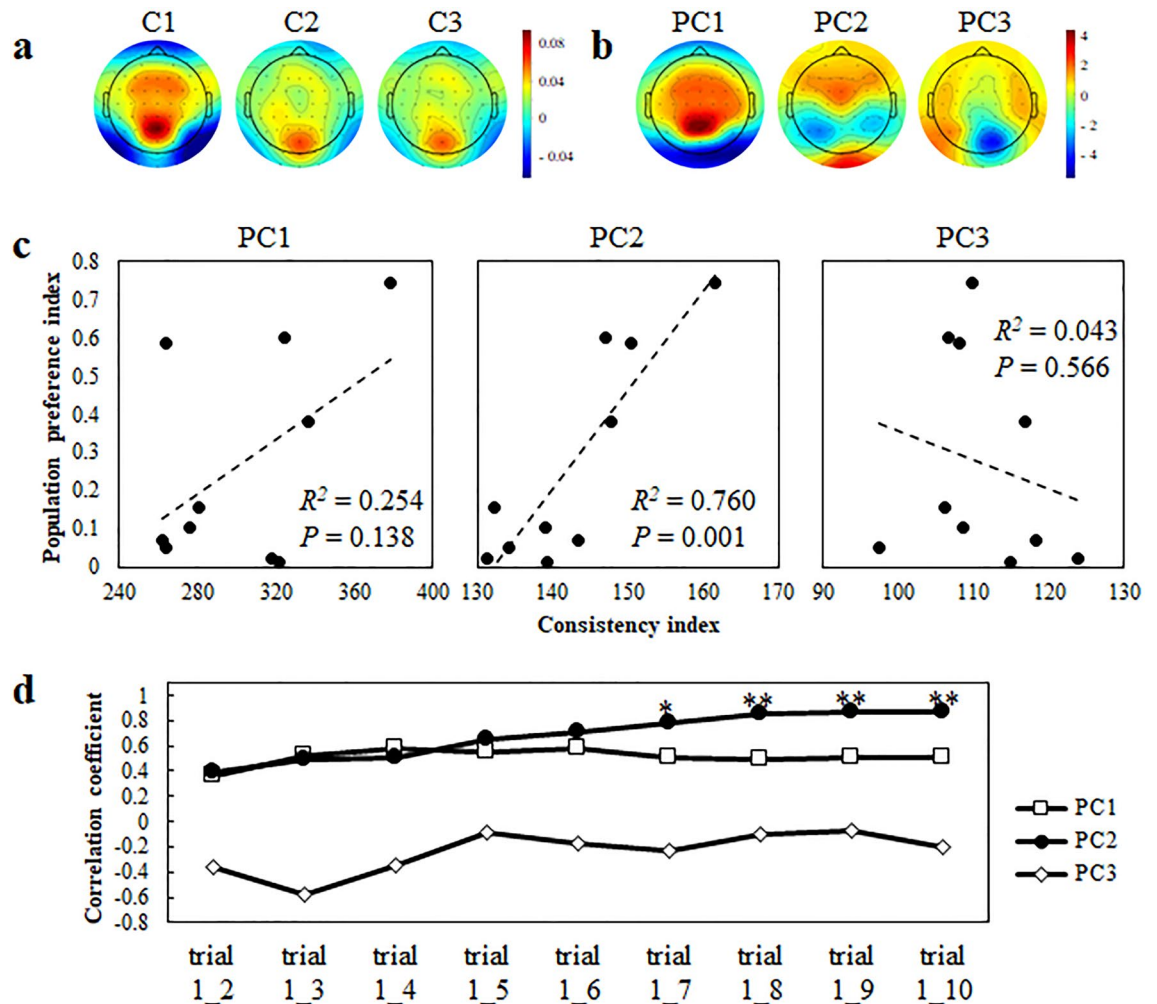 a
C1 C2 C3
0.08
0.04
0
- 0.04
b
PC1 PC2 PC3
4
2
0
- 2
- 4
c
PC1 PC2 PC3
Population preference index
0.8
0.7
0.6
0.5
0.4
0.3
0.2
0.1
0
R² = 0.254
P = 0.138
R² = 0.760
P = 0.001
R² = 0.043
P = 0.566
240 280 320 360 400
130 140 150 160 170
90 100 110 120 130
Consistency index
d
Correlation coefficient
1
0.8
0.6
0.4
0.2
0
-0.2
-0.4
-0.6
-0.8
* ** ** **
PC1
PC2
PC3
trial trial trial trial trial trial trial trial trial
1_2 1_3 1_4 1_5 1_6 1_7 1_8 1_9 1_10